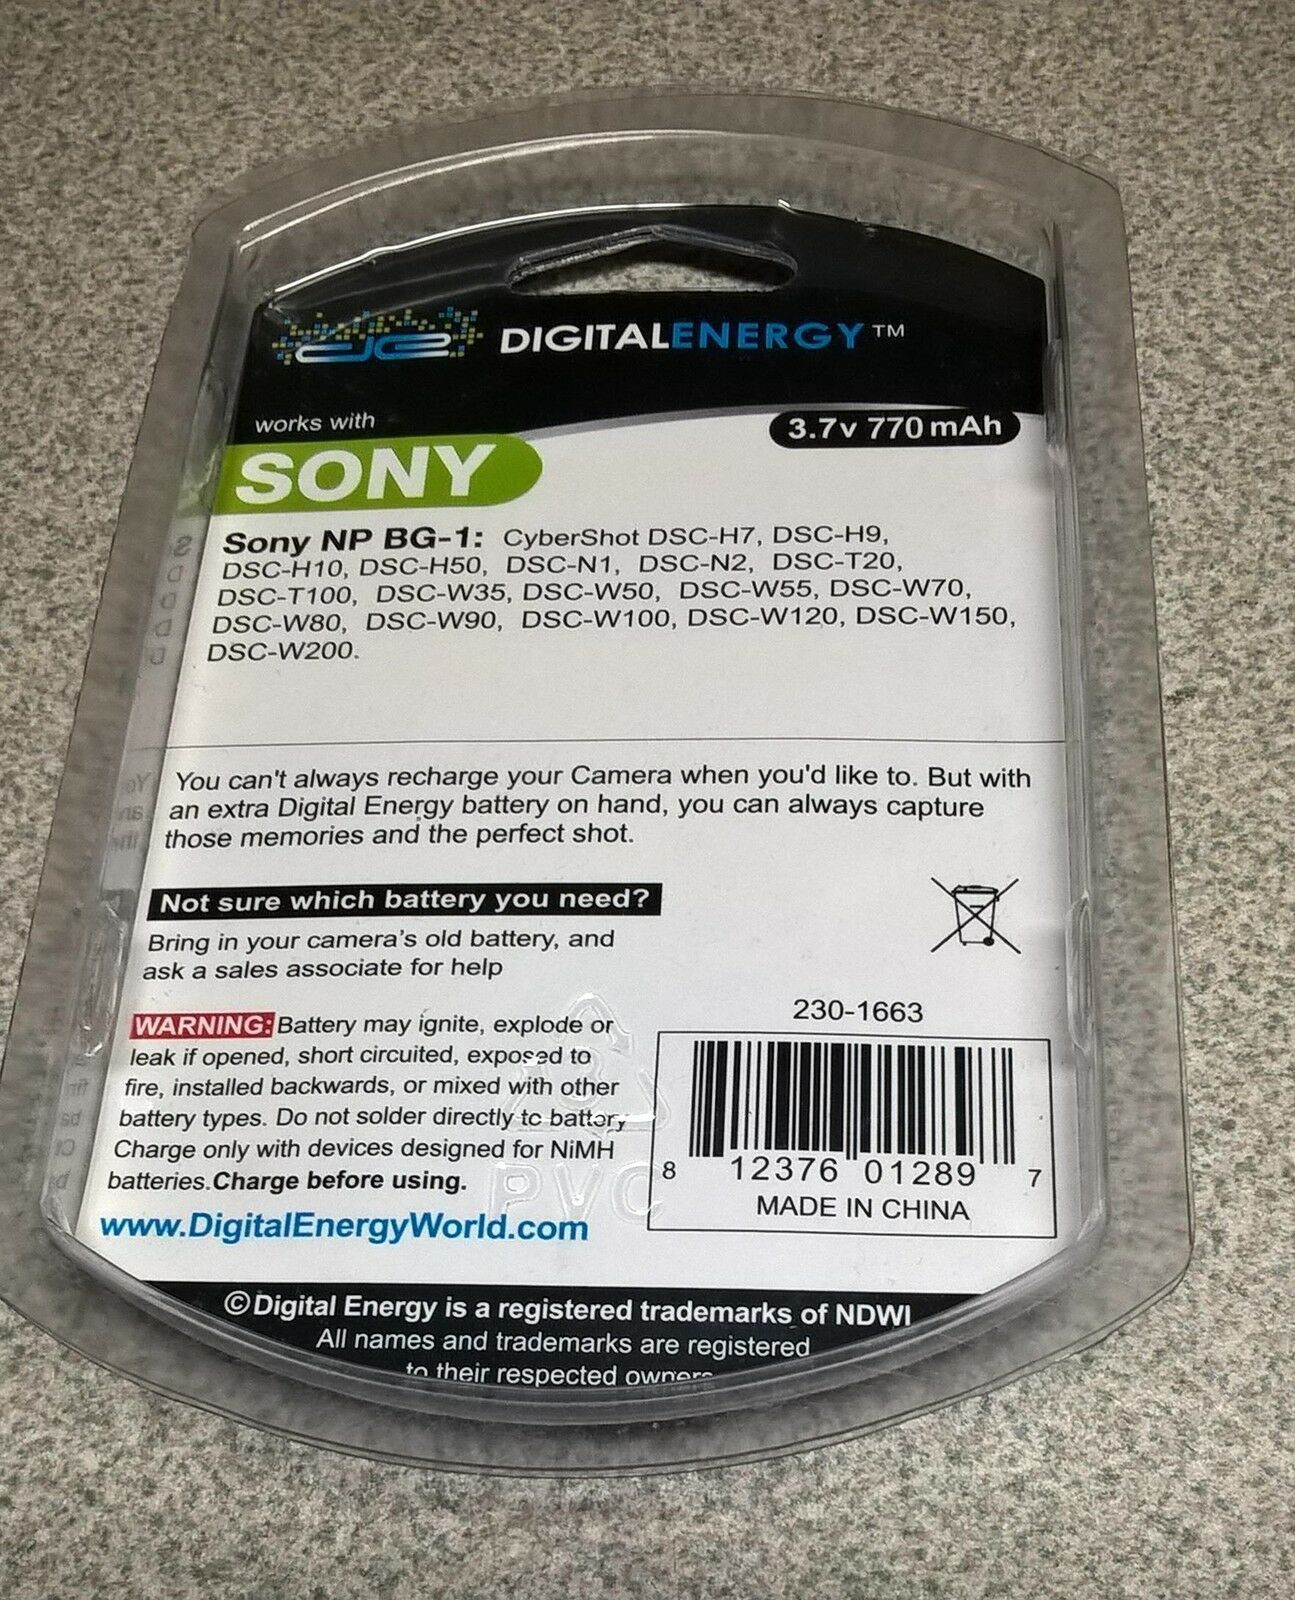 DIGITALENERGY™
works with
SONY
3.7v 770 mAh
Sony NP BG-1: CyberShot DSC-H7, DSC-H9,
DSC-H10, DSC-H50, DSC-N1, DSC-N2, DSC-T20,
DSC-T100, DSC-W35, DSC-W50, DSC-W55, DSC-W70,
DSC-W80, DSC-W90, DSC-W100, DSC-W120, DSC-W150,
DSC-W200.
You can't always recharge your Camera when you'd like to. But with
an extra Digital Energy battery on hand, you can always capture
those memories and the perfect shot.
Not sure which battery you need?
Bring in your camera's old battery, and
ask a sales associate for help
WARNING: Battery may ignite, explode or
leak if opened, short circuited, exposed to
fire, installed backwards, or mixed with other
battery types. Do not solder directly to battery
Charge only with devices designed for NiMH
batteries. Charge before using.
www.DigitalEnergyWorld.com
3
PVC
230-1663
8 12376 01289 7
MADE IN CHINA
©Digital Energy is a registered trademarks of NDWI
All names and trademarks are registered
to their respected owners